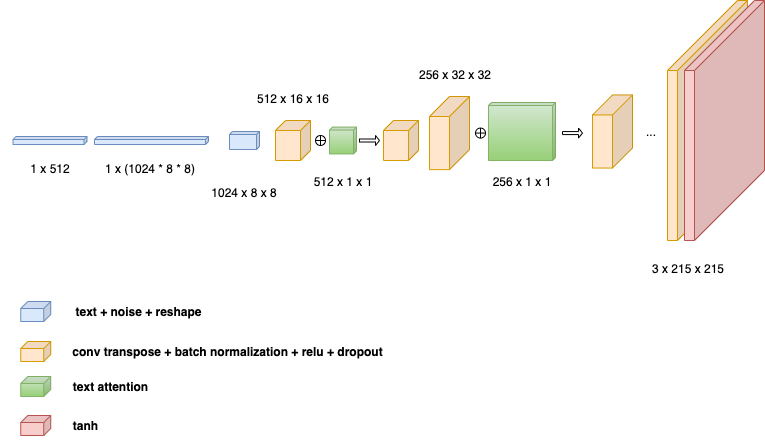 256 x 32 x 32
512 x 16 x 16
...
1 x 512
1 x (1024 * 8 * 8)
512 x 1 x 1
256 x 1 x 1
1024 x 8 x 8
3 x 215 x 215
text + noise + reshape
conv transpose + batch normalization + relu + dropout
text attention
tanh